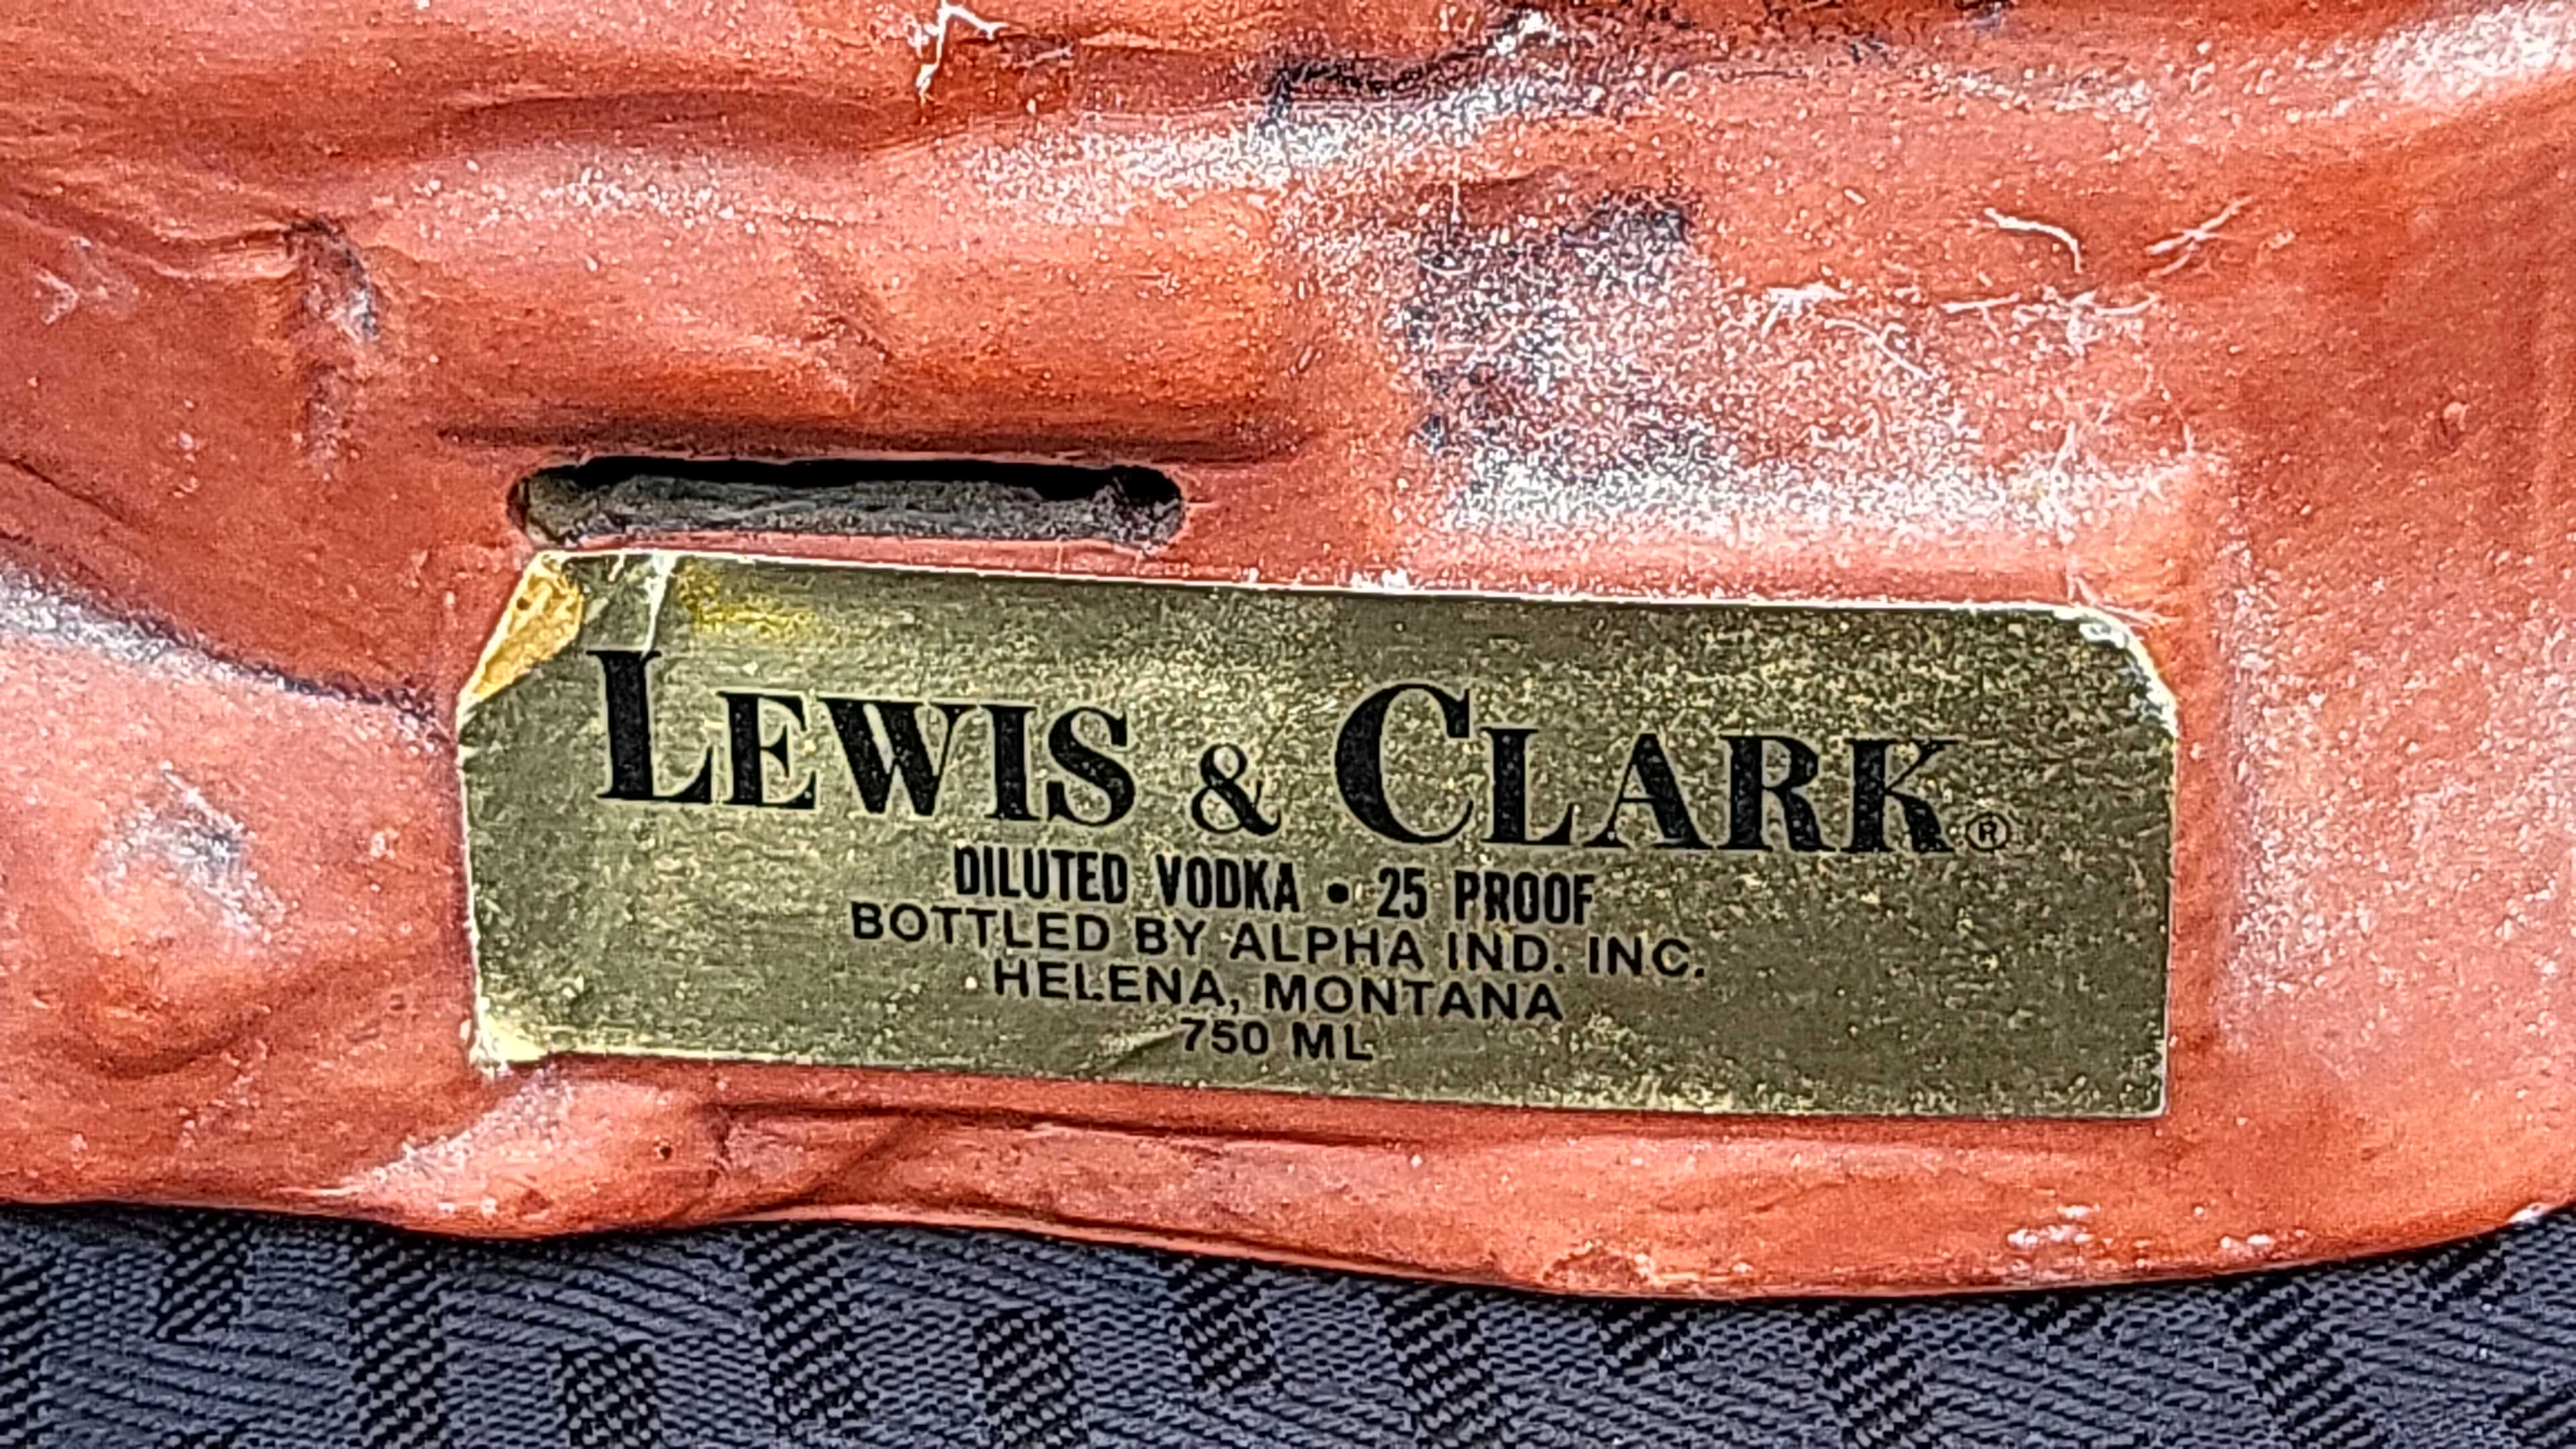 LEWIS & CLARK®
DILUTED VODKA • 25 PROOF
BOTTLED BY ALPHA IND. INC.
HELENA, MONTANA
750 ML